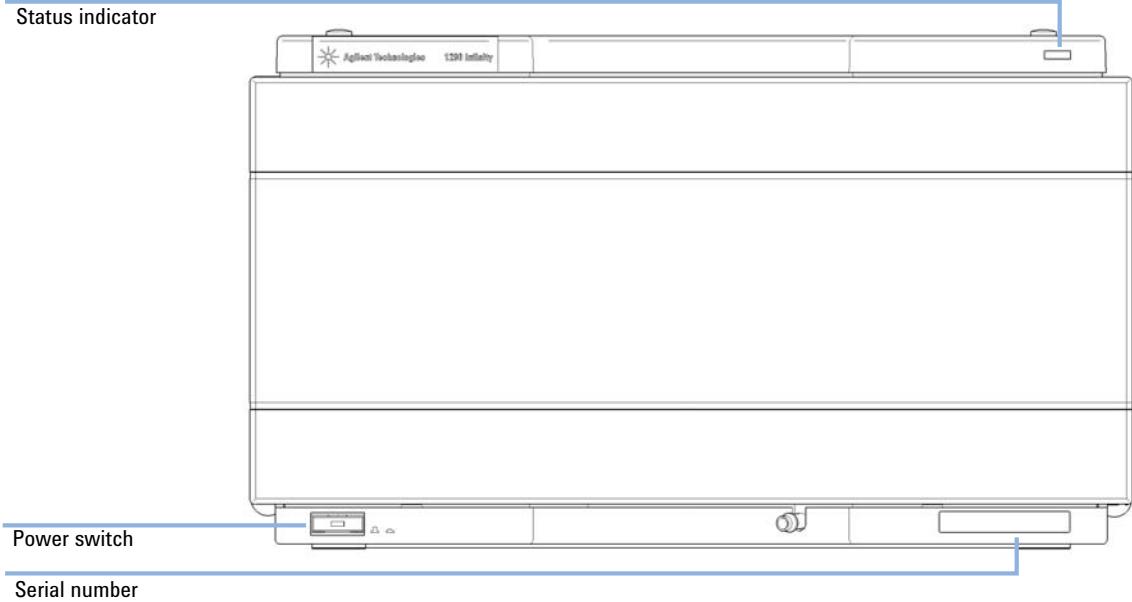 Status indicator
Agilent Technologies 1290 Infinity
Power switch
Serial number